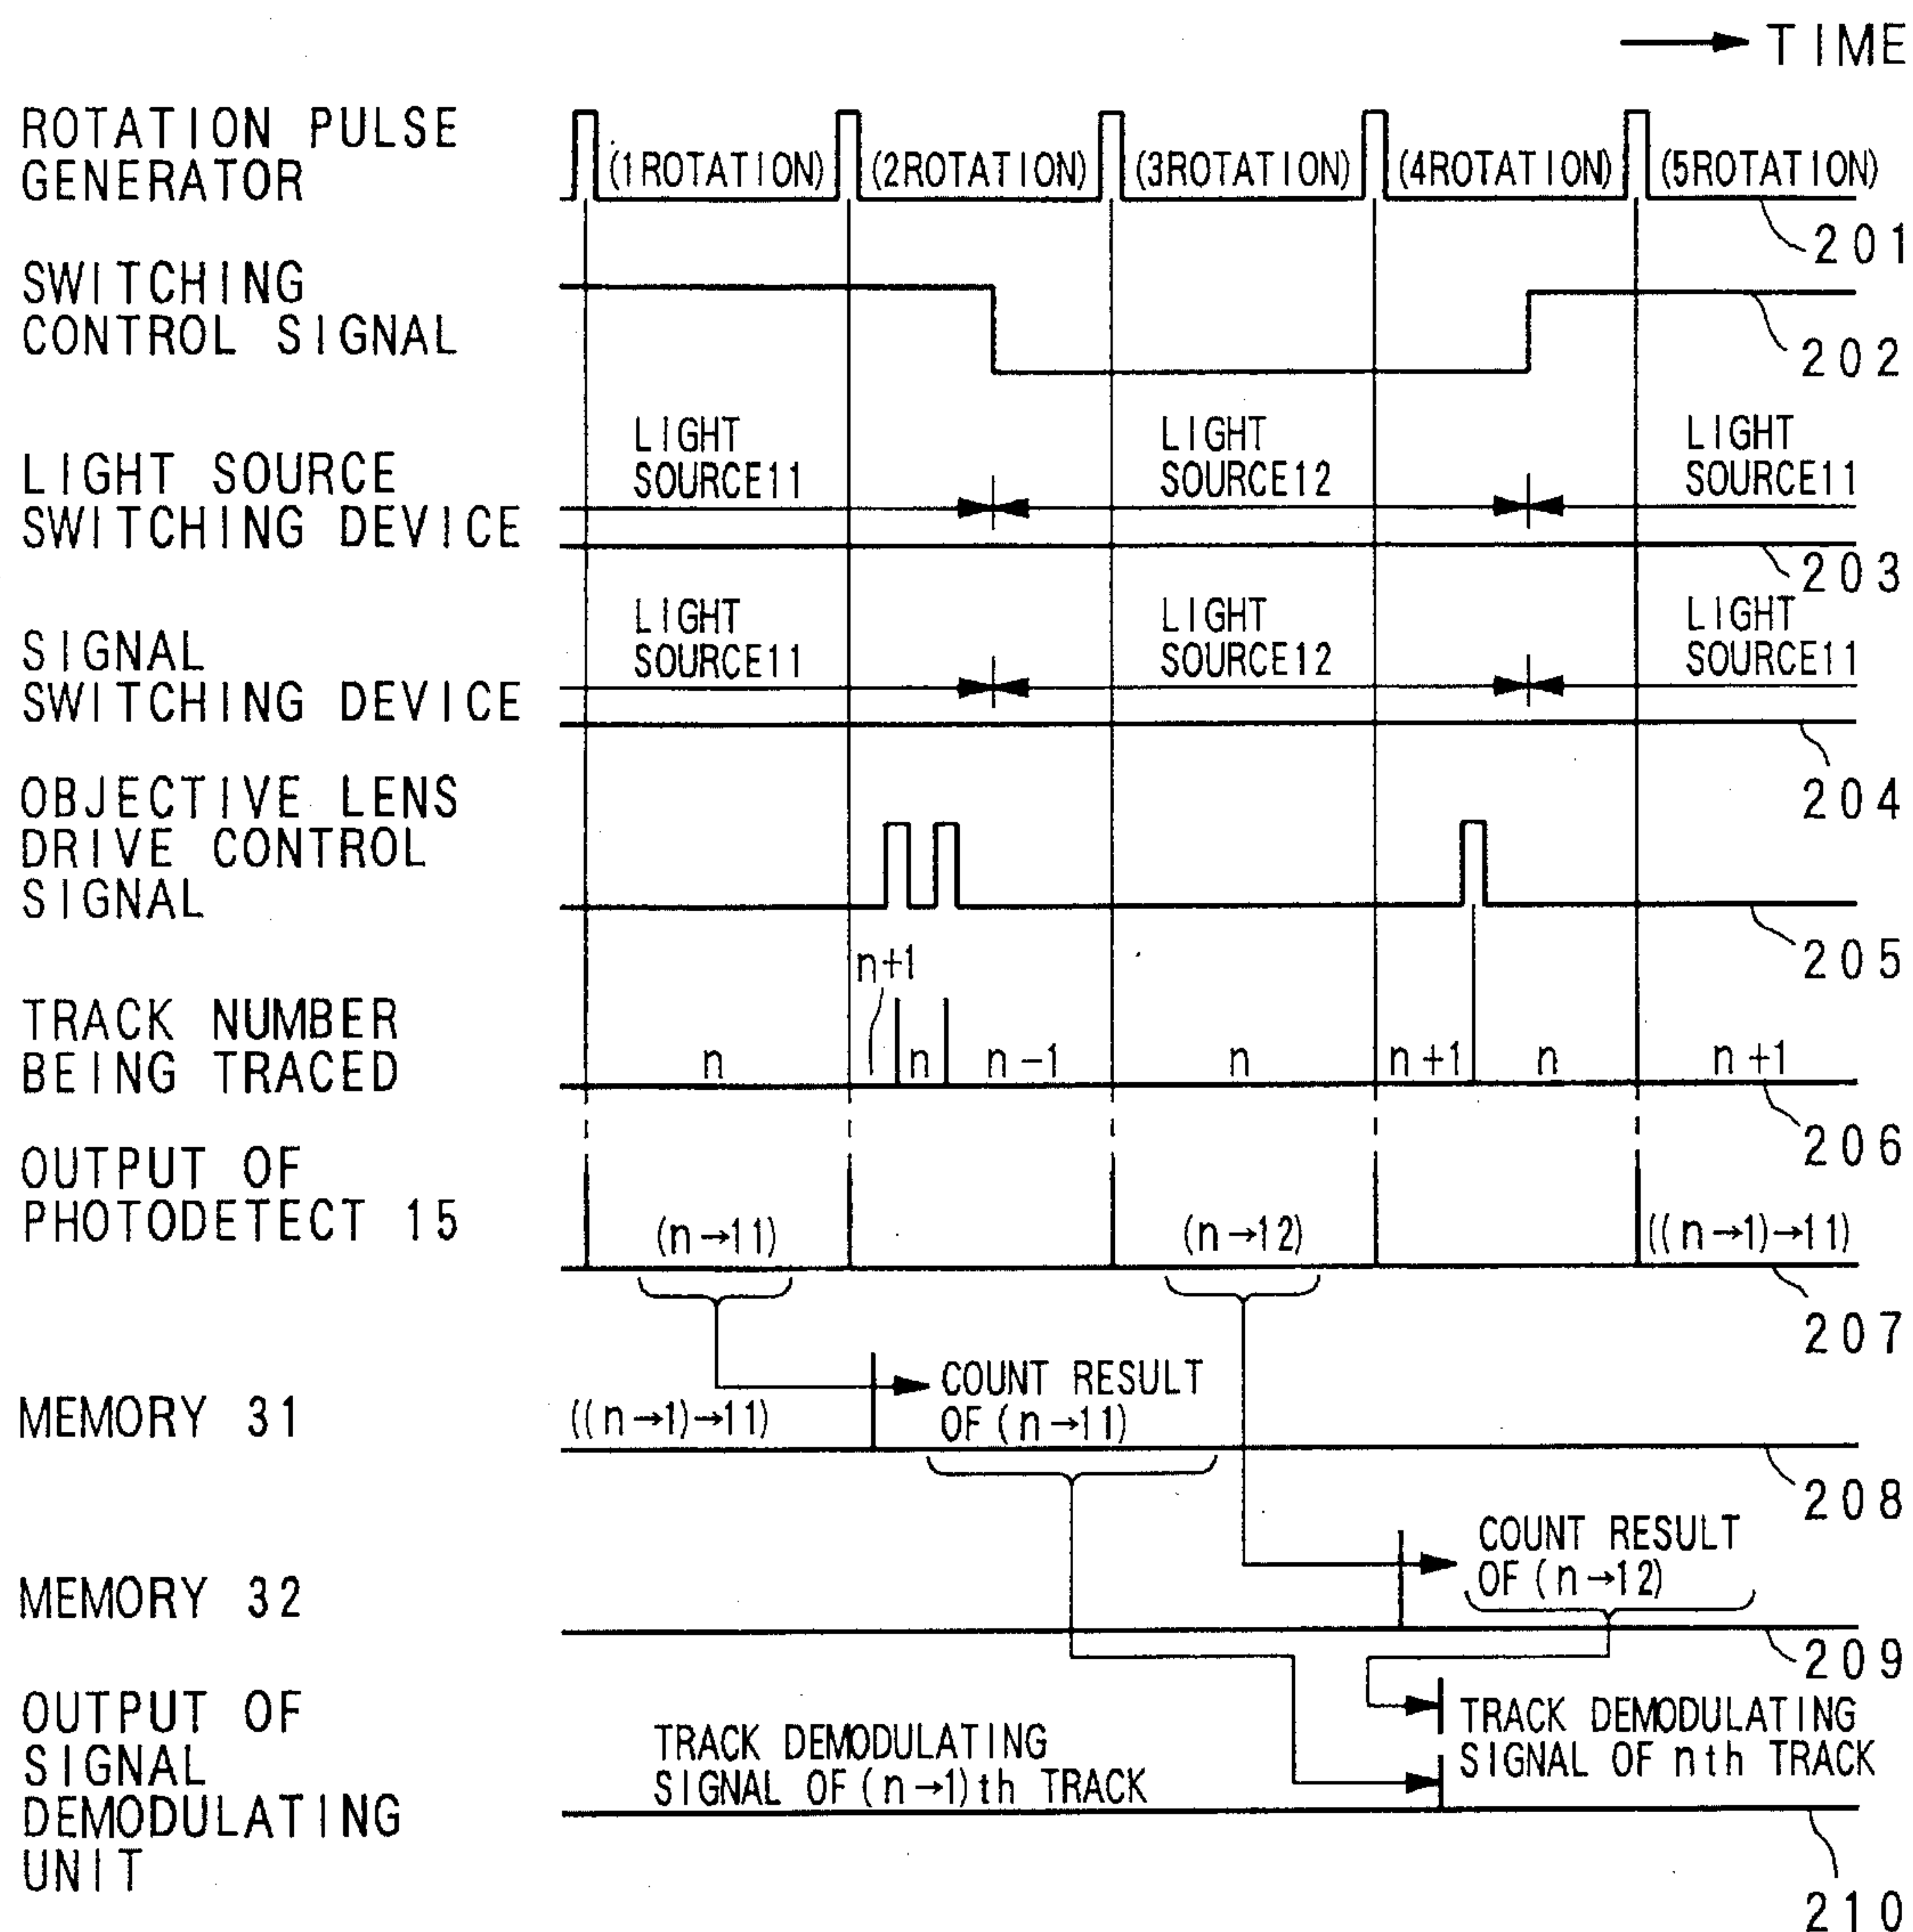 TIME
ROTATION PULSE
GENERATOR
(1ROTATION) (2ROTATION) (3ROTATION) (4ROTATION) (5ROTATION)
201
SWITCHING
CONTROL SIGNAL
202
LIGHT SOURCE
SWITCHING DEVICE
LIGHT
SOURCE11
LIGHT
SOURCE12
LIGHT
SOURCE11
203
SIGNAL
SWITCHING DEVICE
LIGHT
SOURCE11
LIGHT
SOURCE12
LIGHT
SOURCE11
204
OBJECTIVE LENS
DRIVE CONTROL
SIGNAL
205
TRACK NUMBER
BEING TRACED
n+1
n n n-1 n n+1 n n+1
206
OUTPUT OF
PHOTODETECT 15
(n→11) (n→12) ((n→1)→11)
207
MEMORY 31
((n→1)→11)
COUNT RESULT
OF (n→11)
208
MEMORY 32
COUNT RESULT
OF (n→12)
209
OUTPUT OF
SIGNAL
DEMODULATING
UNIT
TRACK DEMODULATING
SIGNAL OF (n→1)th TRACK
TRACK DEMODULATING
SIGNAL OF nth TRACK
210